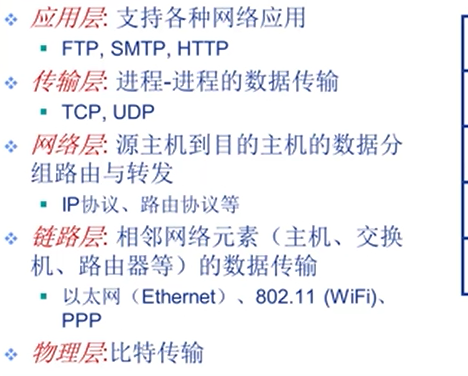 应用层: 支持各种网络应用
FTP, SMTP, HTTP
传输层: 进程-进程的数据传输
TCP, UDP
网络层: 源主机到目的主机的数据分
组路由与转发
IP协议、路由协议等
链路层: 相邻网络元素（主机、交换
机、路由器等）的数据传输
以太网（Ethernet）、802.11 (WiFi)、
PPP
物理层:比特传输